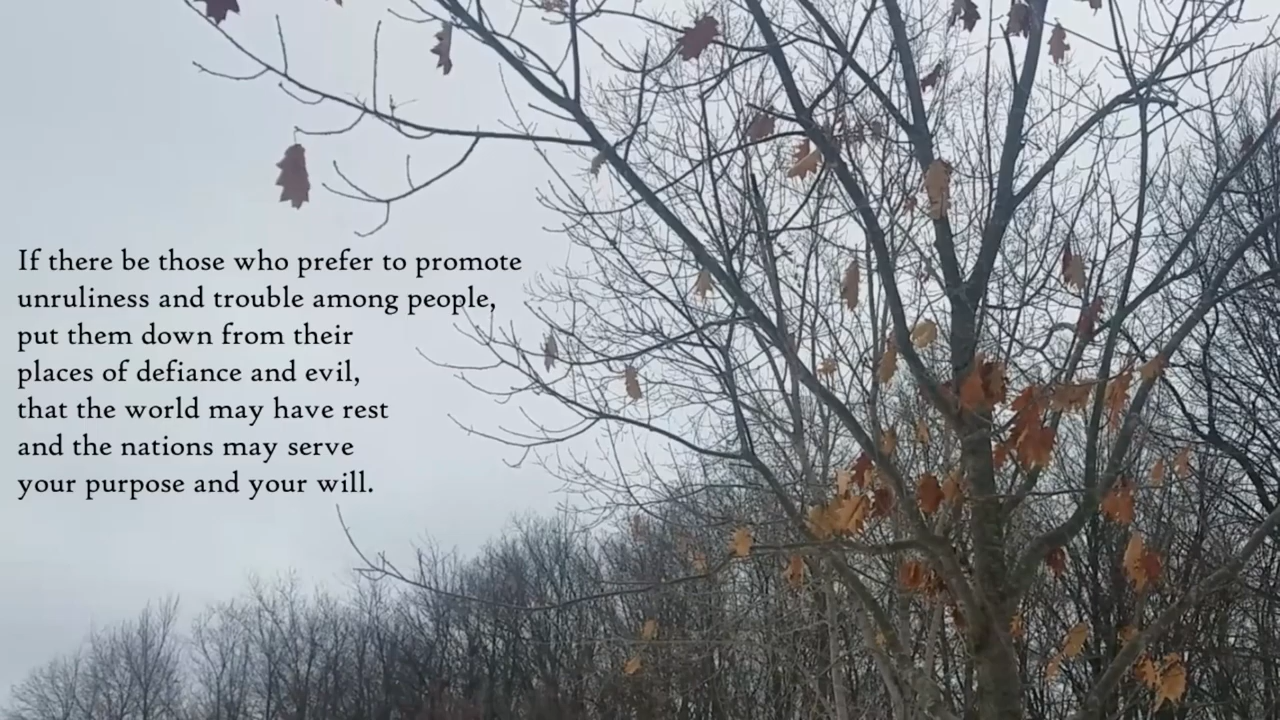 If there be those who prefer to promote
unruliness and trouble among people,
put them down from their
places of defiance and evil,
that the world may have rest
and the nations may serve
your purpose and your will.